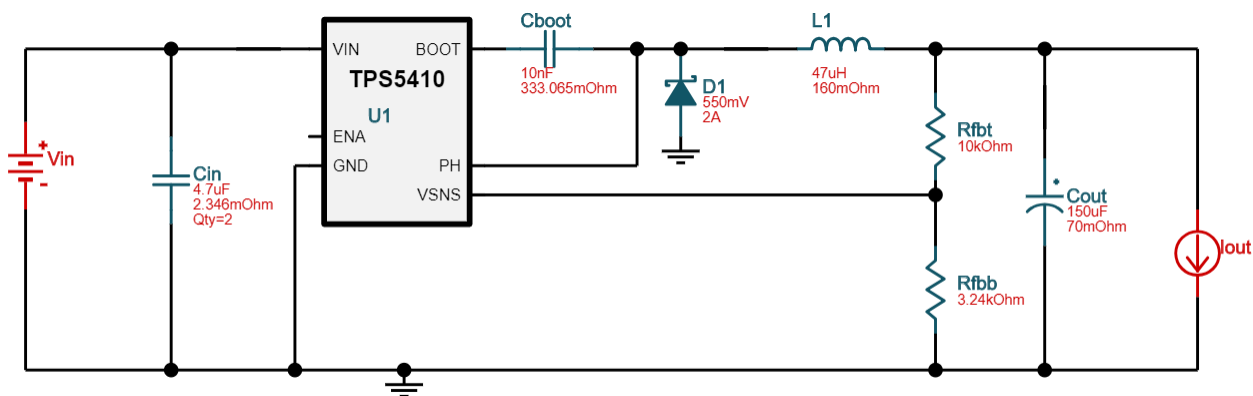 Cboot
L1
VIN
BOOT
TPS5410
10nF
333.065mOhm
47uH
160mOhm
D1
550mV
2A
U1
Rfbt
10kOhm
ENA
+
Vin
-
GND
PH
Cin
4.7uF
2.346mOhm
Qty=2
VSNS
+
Cout
150uF
70mOhm
Iout
Rfbb
3.24kOhm